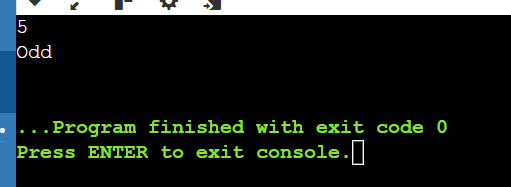 5
Odd
...Program finished with exit code 0
Press ENTER to exit console.